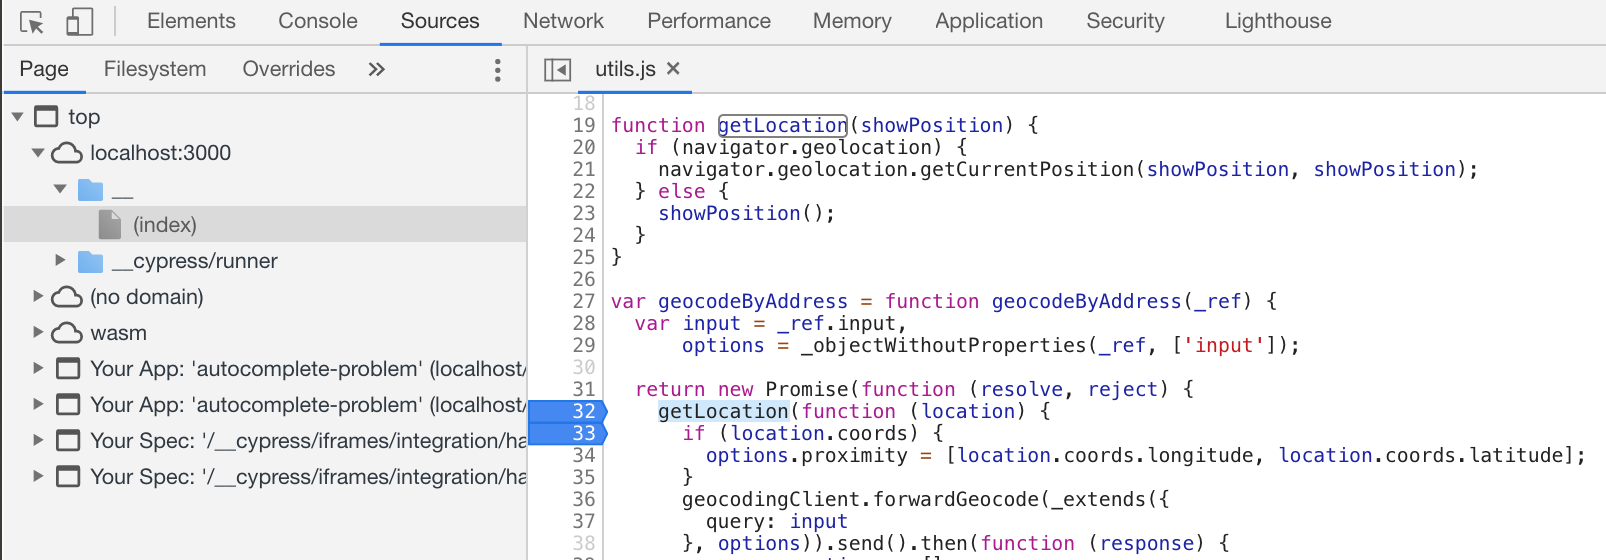 Elements Console Sources Network Performance Memory Application Security Lighthouse
Page Filesystem Overrides »
utils.js ×
top
localhost:3000
__
(index)
__cypress/runner
(no domain)
wasm
Your App: 'autocomplete-problem' (localhost/
Your App: 'autocomplete-problem' (localhost/
Your Spec: '/__cypress/iframes/integration/ha
Your Spec: '/__cypress/iframes/integration/ha
18
19 function getLocation(showPosition) {
20   if (navigator.geolocation) {
21     navigator.geolocation.getCurrentPosition(showPosition, showPosition);
22   } else {
23     showPosition();
24   }
25 }
26
27 var geocodeByAddress = function geocodeByAddress(_ref) {
28   var input = _ref.input,
29       options = _objectWithoutProperties(_ref, ['input']);
30
31   return new Promise(function (resolve, reject) {
32     getLocation(function (location) {
33       if (location.coords) {
34         options.proximity = [location.coords.longitude, location.coords.latitude];
35       }
36       geocodingClient.forwardGeocode(_extends({
37         query: input
38       }, options)).send().then(function (response) {